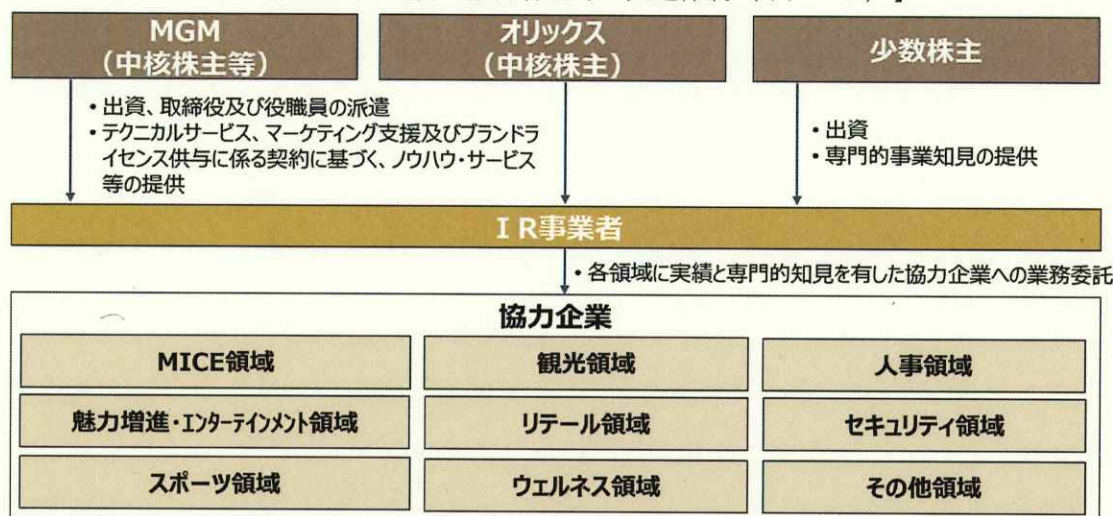 MGM
（中核株主等）
オリックス
（中核株主）
少数株主
・出資、取締役及び役職員の派遣
・テクニカルサービス、マーケティング支援及びブランドラ
イセンス供与に係る契約に基づく、ノウハウ・サービス
等の提供
・出資
・専門的事業知見の提供
ＩＲ事業者
・各領域に実績と専門的知見を有した協力企業への業務委託
協力企業
MICE領域
観光領域
人事領域
魅力増進・エンターテインメント領域
リテール領域
セキュリティ領域
スポーツ領域
ウェルネス領域
その他領域